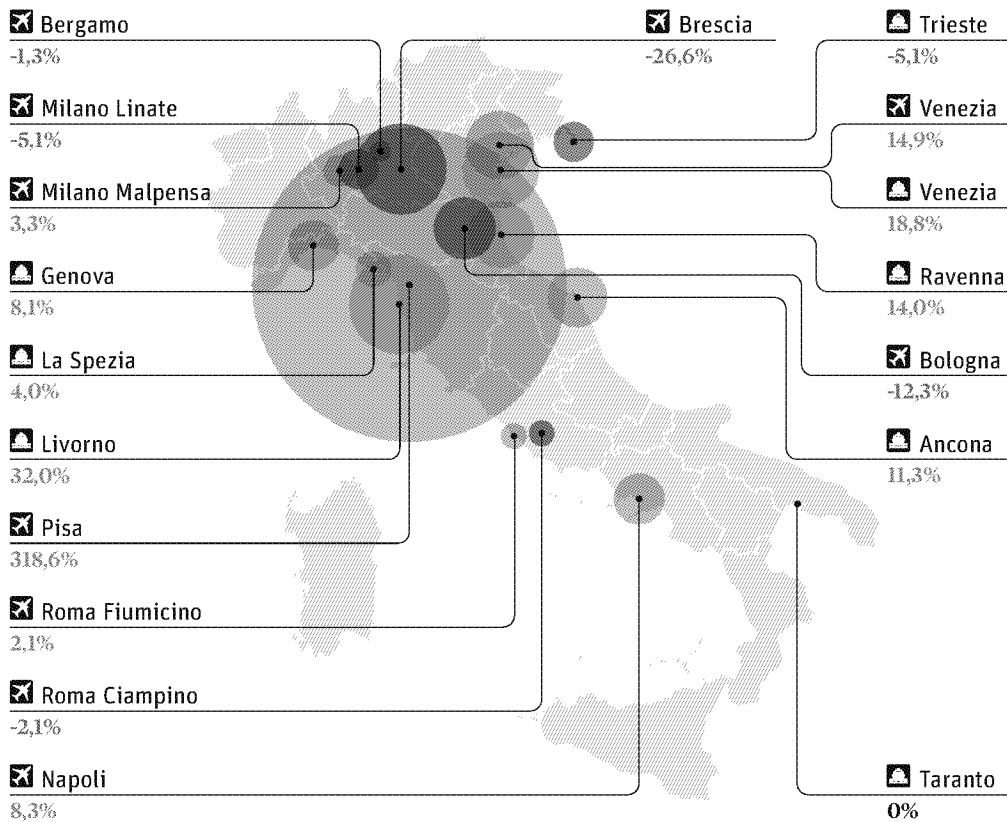 Bergamo
-1,3%
Milano Linate
-5,1%
Milano Malpensa
3,3%
Genova
8,1%
La Spezia
4,0%
Livorno
32,0%
Pisa
318,6%
Roma Fiumicino
2,1%
Roma Ciampino
-2,1%
Napoli
8,3%
Brescia
-26,6%
Trieste
-5,1%
Venezia
14,9%
Venezia
18,8%
Ravenna
14,0%
Bologna
-12,3%
Ancona
11,3%
Taranto
0%